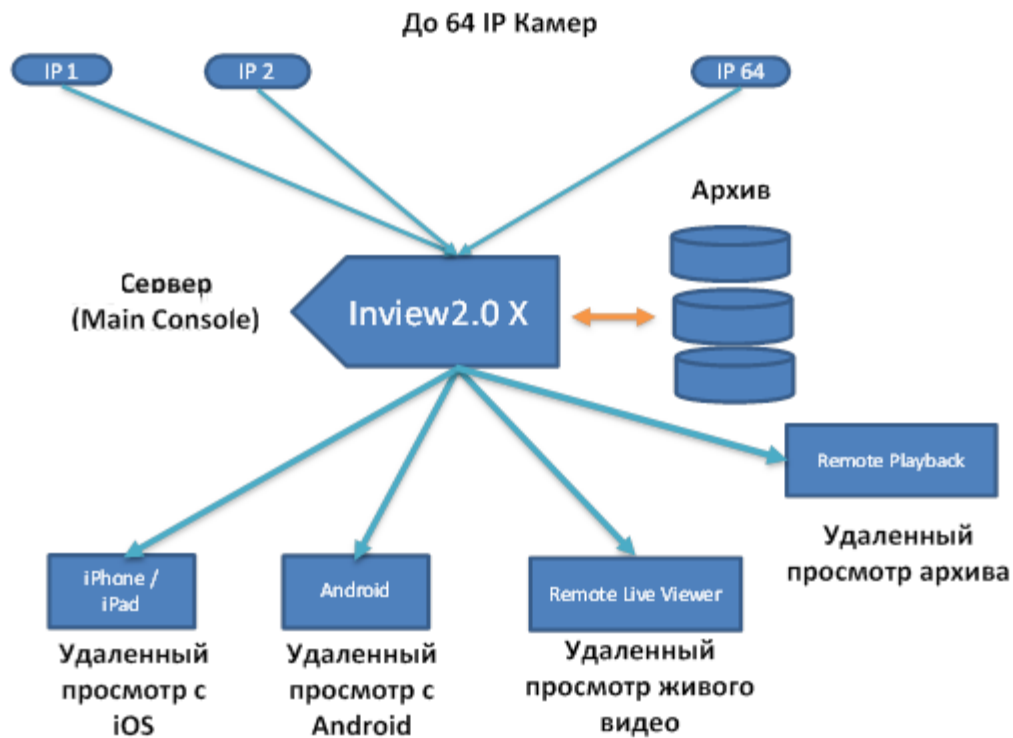 До 64 IP Камер
IP 1
IP 2
IP 64
Архив
Сервер
(Main Console)
Inview2.0 X
Remote Playback
Удаленный
просмотр архива
iPhone /
iPad
Android
Remote Live Viewer
Удаленный
просмотр с
iOS
Удаленный
просмотр с
Android
Удаленный
просмотр живого
видео